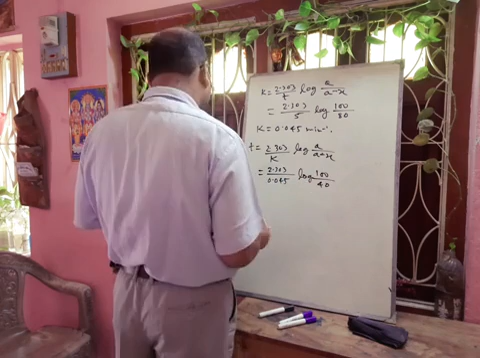 K = 2.303/t log a/a-x
= 2.303/5 log 100/80
K = 0.045 min⁻¹.
t = 2.303/K log a/a-x
= 2.303/0.045 log 100/40